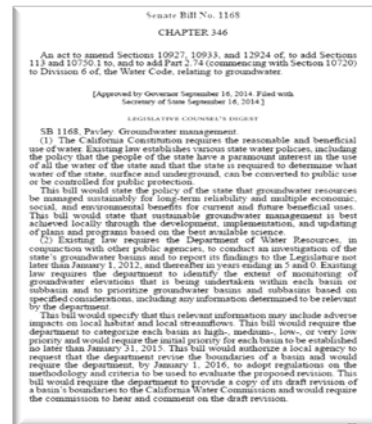 Senate Bill No. 1168
CHAPTER 346
An act to amend Sections 10927, 10933, and 12924 of, to add Sections
113 and 10750.1 to, and to add Part 2.74 (commencing with Section 10720)
to Division 6 of, the Water Code, relating to groundwater.
[Approved by Governor September 16, 2014. Filed with
Secretary of State September 16, 2014.]
LEGISLATIVE COUNSEL'S DIGEST
SB 1168, Pavley. Groundwater management.
(1) The California Constitution requires the reasonable and beneficial
use of water. Existing law establishes various state water policies, including
the policy that the people of the state have a paramount interest in the use
of all the water of the state and that the state is required to determine what
water of the state, surface and underground, can be converted to public use
or be controlled for public protection.
This bill would state the policy of the state that groundwater resources
be managed sustainably for long-term reliability and multiple economic,
social, and environmental benefits for current and future beneficial uses.
This bill would state that sustainable groundwater management is best
achieved locally through the development, implementation, and updating
of plans and programs based on the best available science.
(2) Existing law requires the Department of Water Resources, in
conjunction with other public agencies, to conduct an investigation of the
state's groundwater basins and to report its findings to the Legislature not
later than January 1, 2012, and thereafter in years ending in 5 and 0. Existing
law requires the department to identify the extent of monitoring of
groundwater elevations that is being undertaken within each basin or
subbasin and to prioritize groundwater basins and subbasins based on
specified considerations, including any information determined to be relevant
by the department.
This bill would specify that this relevant information may include adverse
impacts on local habitat and local streamflows. This bill would require the
department to categorize each basin as high-, medium-, low-, or very low
priority and would require the initial priority for each basin to be established
no later than January 31, 2015. This bill would authorize a local agency to
request that the department revise the boundaries of a basin and would
require the department, by January 1, 2016, to adopt regulations on the
methodology and criteria to be used to evaluate the proposed revision. This
bill would require the department to provide a copy of its draft revision of
a basin's boundaries to the California Water Commission and would require
the commission to hear and comment on the draft revision.